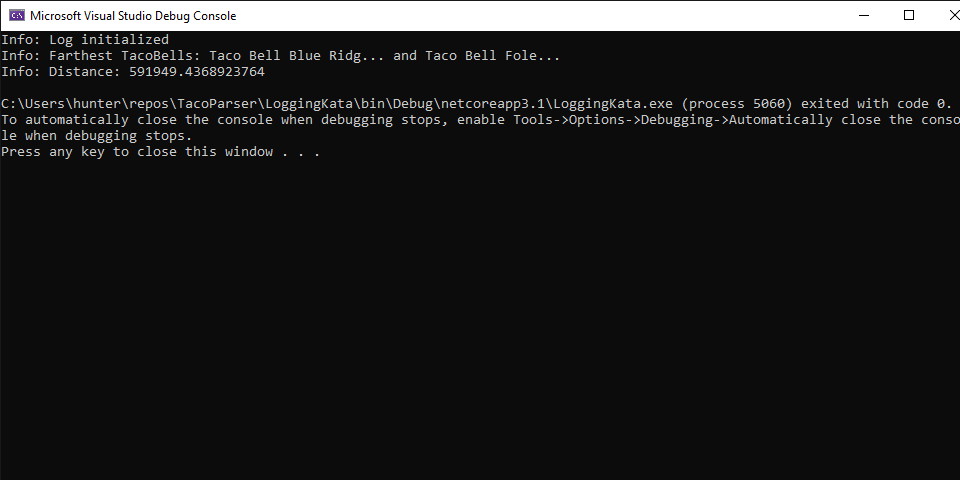 Microsoft Visual Studio Debug Console
Info: Log initialized
Info: Farthest TacoBells: Taco Bell Blue Ridg... and Taco Bell Fole...
Info: Distance: 591949.4368923764
C:\Users\hunter\repos\TacoParser\LoggingKata\bin\Debug\netcoreapp3.1\LoggingKata.exe (process 5060) exited with code 0.
To automatically close the console when debugging stops, enable Tools->Options->Debugging->Automatically close the conso
le when debugging stops.
Press any key to close this window . . .